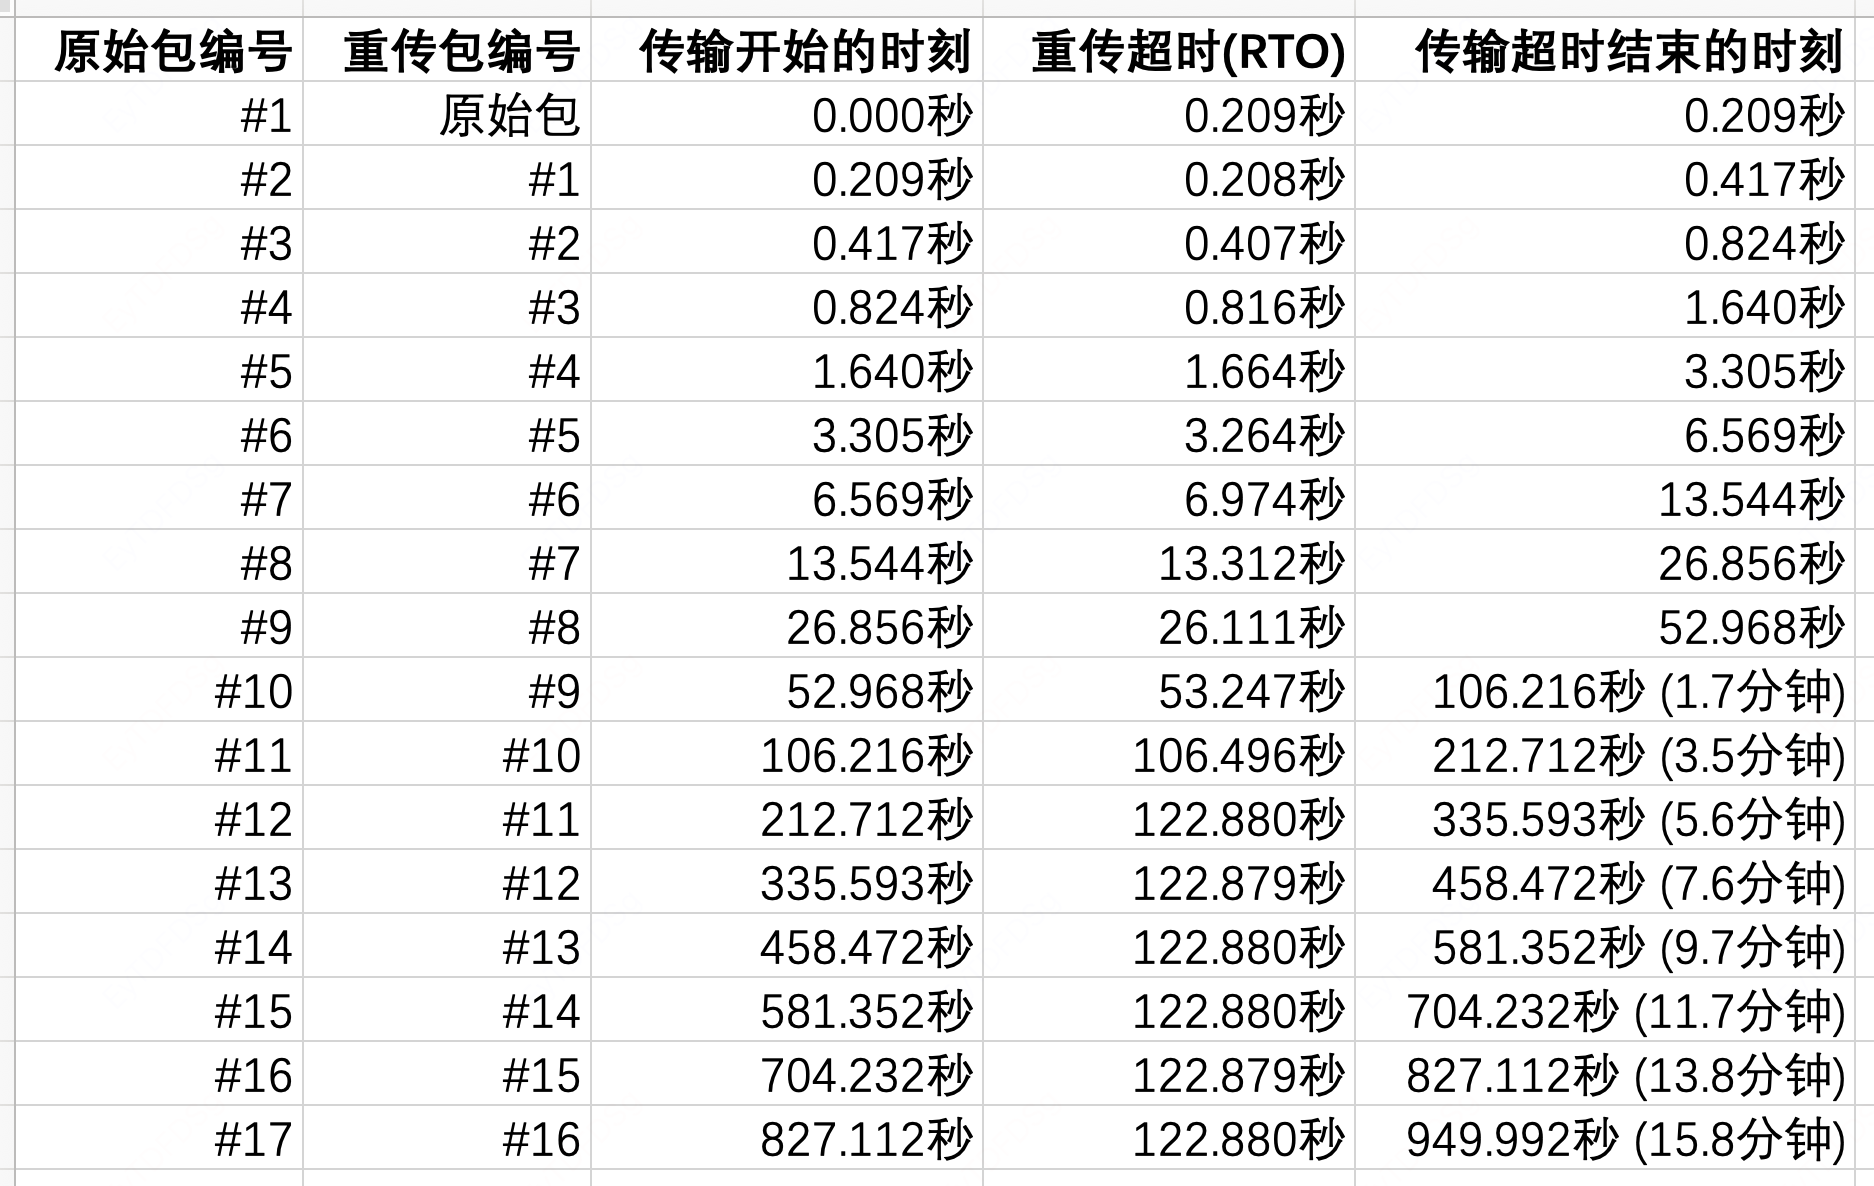 原始包编号 重传包编号 传输开始的时刻 重传超时(RTO) 传输超时结束的时刻
#1 原始包 0.000秒 0.209秒 0.209秒
#2 #1 0.209秒 0.208秒 0.417秒
#3 #2 0.417秒 0.407秒 0.824秒
#4 #3 0.824秒 0.816秒 1.640秒
#5 #4 1.640秒 1.664秒 3.305秒
#6 #5 3.305秒 3.264秒 6.569秒
#7 #6 6.569秒 6.974秒 13.544秒
#8 #7 13.544秒 13.312秒 26.856秒
#9 #8 26.856秒 26.111秒 52.968秒
#10 #9 52.968秒 53.247秒 106.216秒 (1.7分钟)
#11 #10 106.216秒 106.496秒 212.712秒 (3.5分钟)
#12 #11 212.712秒 122.880秒 335.593秒 (5.6分钟)
#13 #12 335.593秒 122.879秒 458.472秒 (7.6分钟)
#14 #13 458.472秒 122.880秒 581.352秒 (9.7分钟)
#15 #14 581.352秒 122.880秒 704.232秒 (11.7分钟)
#16 #15 704.232秒 122.879秒 827.112秒 (13.8分钟)
#17 #16 827.112秒 122.880秒 949.992秒 (15.8分钟)